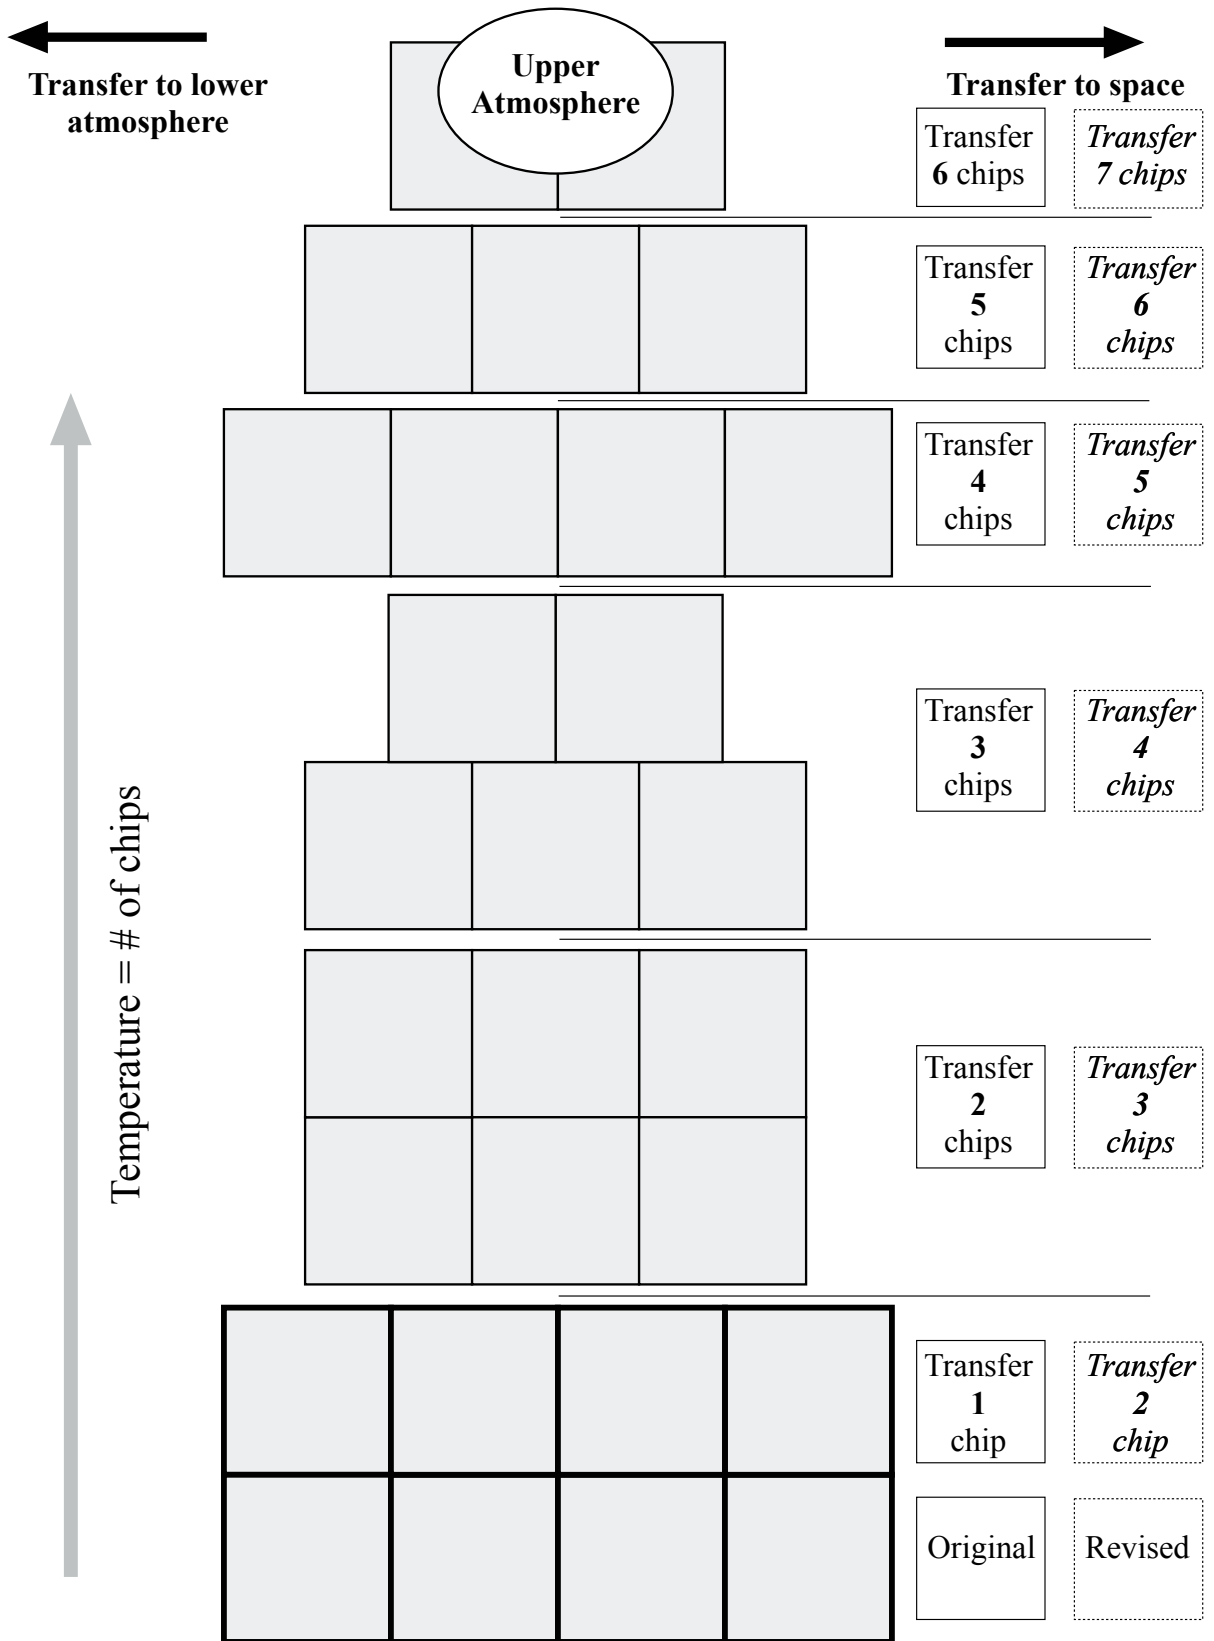 Upper
Atmosphere
Transfer to lower
atmosphere
Transfer to space
Transfer
6 chips
Transfer
7 chips
Transfer
5
chips
Transfer
6
chips
Transfer
4
chips
Transfer
5
chips
Transfer
3
chips
Transfer
4
chips
Temperature = # of chips
Transfer
2
chips
Transfer
3
chips
Transfer
1
chip
Transfer
2
chip
Original
Revised